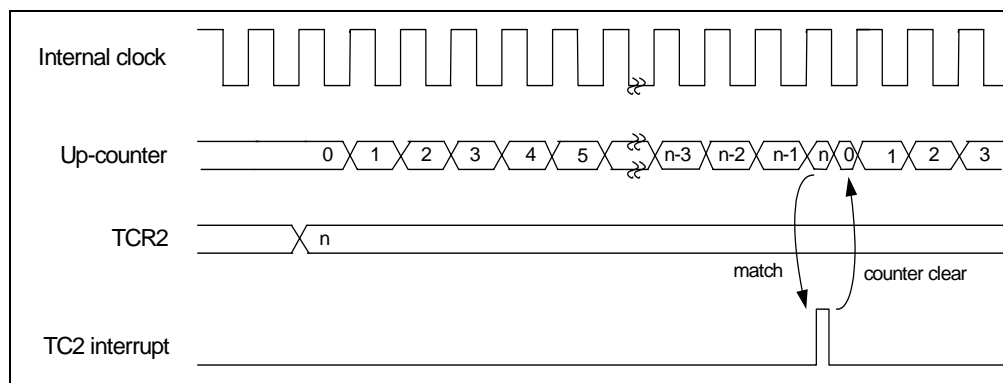 Internal clock
Up-counter 0 1 2 3 4 5 n-3 n-2 n-1 n 0 1 2 3
TCR2 n
match counter clear
TC2 interrupt